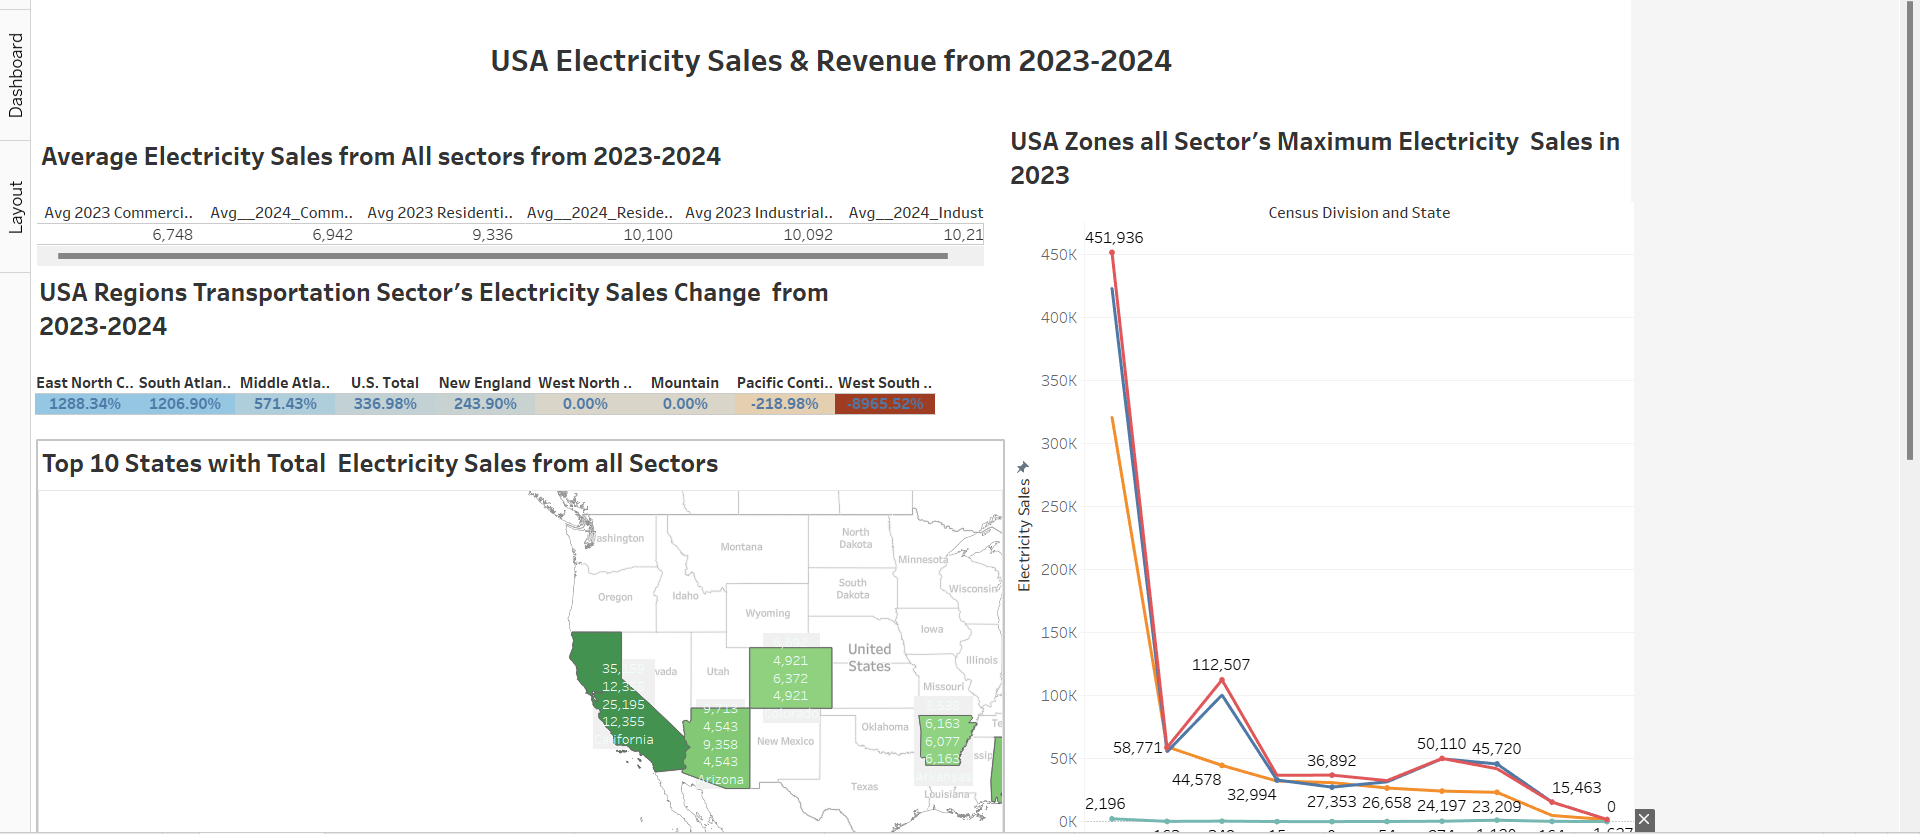 Dashboard
Layout
USA Electricity Sales & Revenue from 2023-2024
Average Electricity Sales from All sectors from 2023-2024
Avg 2023 Commerci.. Avg__2024_Comm.. Avg 2023 Residenti.. Avg__2024_Reside.. Avg 2023 Industrial.. Avg__2024_Indust
6,748 6,942 9,336 10,100 10,092 10,21
USA Regions Transportation Sector’s Electricity Sales Change from
2023-2024
East North C.. South Atlan.. Middle Atla.. U.S. Total New England West North .. Mountain Pacific Conti.. West South ..
1288.34% 1206.90% 571.43% 336.98% 243.90% 0.00% 0.00% -218.98% -8965.52%
Top 10 States with Total Electricity Sales from all Sectors
Washington
Montana
North
Dakota
Minnesota
Oregon
Idaho
South
Dakota
Wisconsin
Wyoming
Iowa
United
States
Illinois
Utah
Missouri
4,921
6,372
4,921
25,195
12,355
California
9,713
4,543
9,358
4,543
Arizona
New Mexico
Oklahoma
6,163
6,077
6,163
Arkansas
Texas
Louisiana
USA Zones all Sector’s Maximum Electricity Sales in
2023
Census Division and State
Electricity Sales
450K
400K
350K
300K
250K
200K
150K
100K
50K
0K
451,936
112,507
58,771
44,578
32,994
36,892
27,353
26,658
50,110
24,197
45,720
23,209
15,463
0
2,196